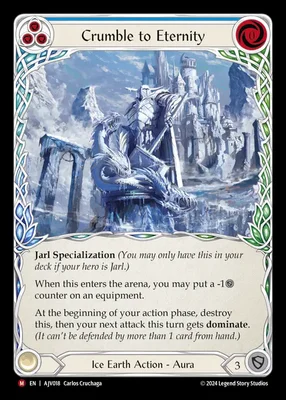 Crumble to Eternity
Jarl Specialization (You may only have this in your
deck if your hero is Jarl.)
When this enters the arena, you may put a -1
counter on an equipment.
At the beginning of your action phase, destroy
this, then your next attack this turn gets dominate.
(It can't be defended by more than 1 card from hand.)
Ice Earth Action - Aura
3
M EN | AJV018 Carlos Cruchaga
©2024 Legend Story Studios